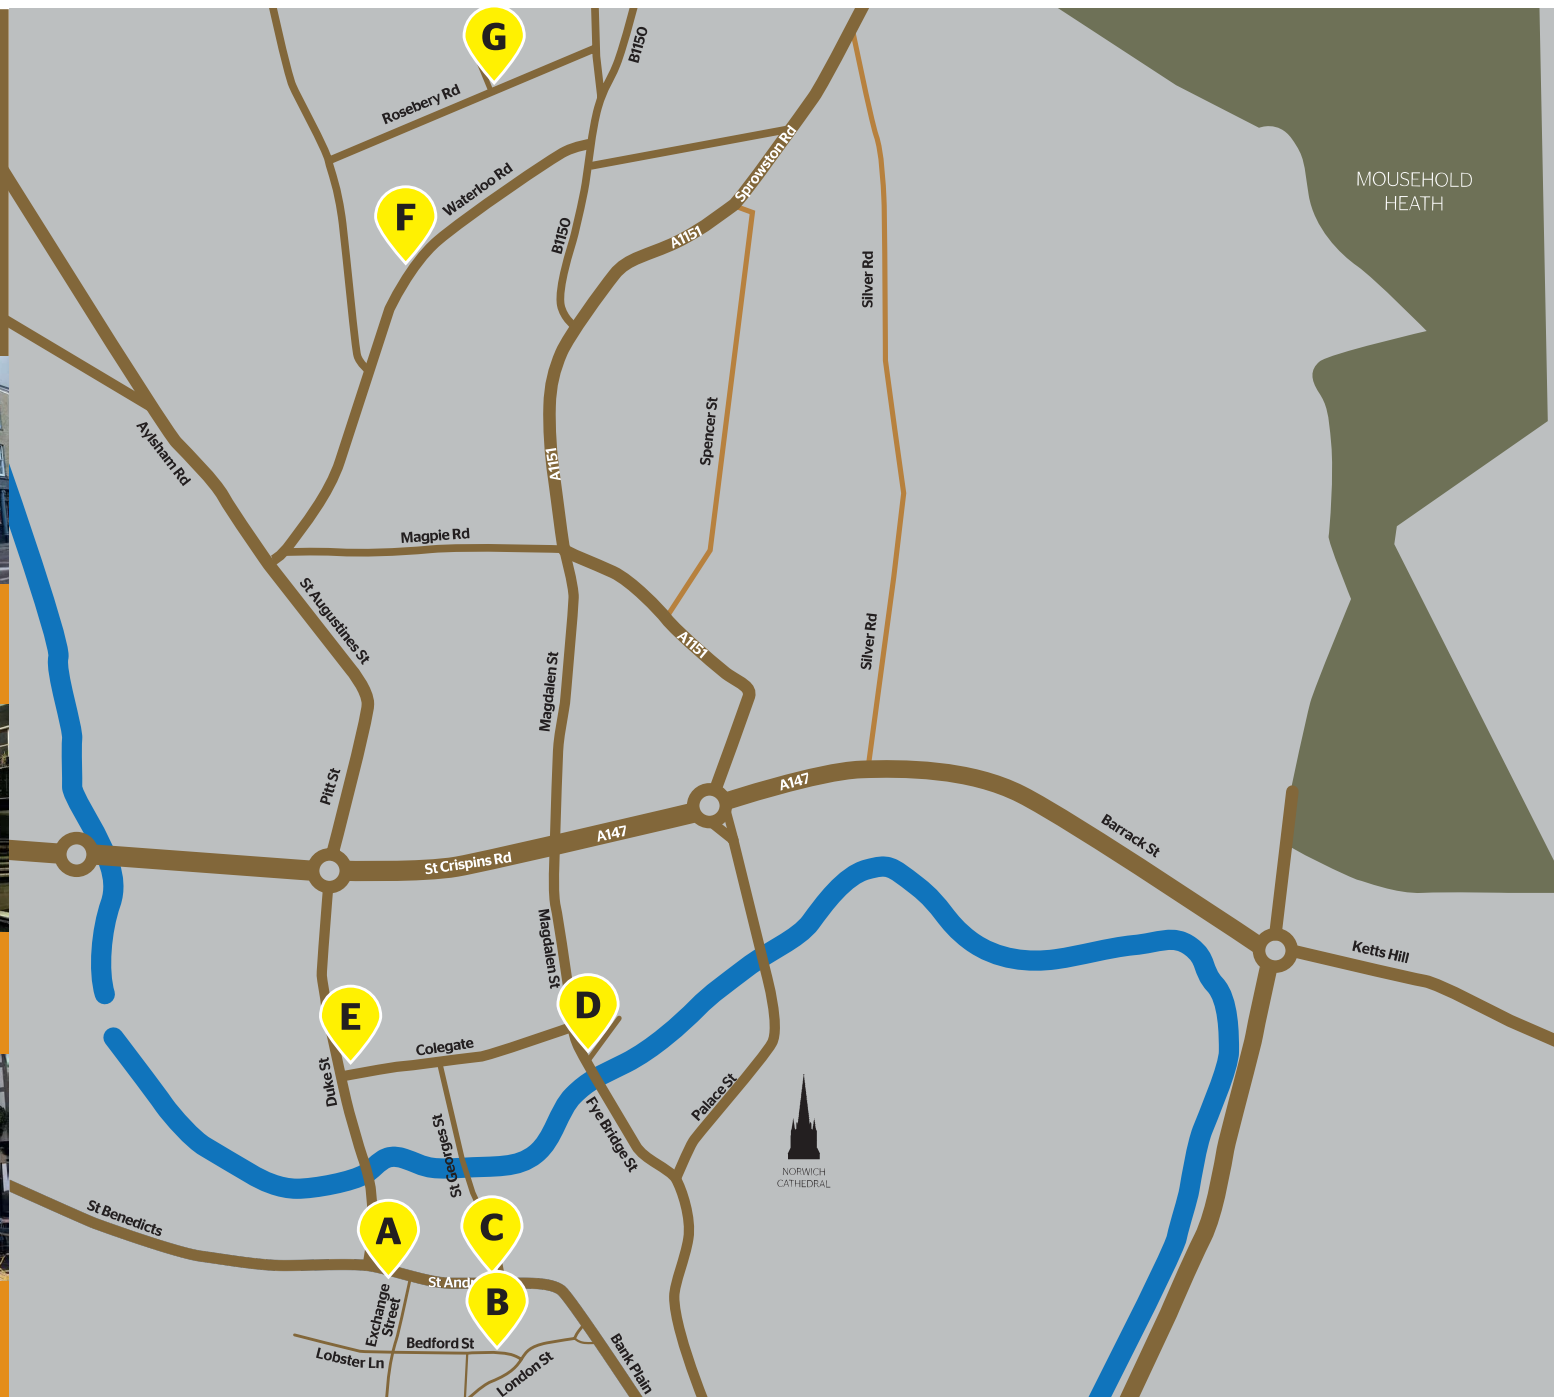 G
B1150
Rosebery Rd
Sprowston Rd
MOUSEHOLD
HEATH
Waterloo Rd
F
B1150
A1151
Silver Rd
Spencer St
Aylsham Rd
A1151
Magpie Rd
St Augustines St
A1151
Silver Rd
Magdalen St
Pitt St
A147
A147
St Crispins Rd
Barrack St
Magdalen St
Ketts Hill
D
E
Colegate
Duke St
Palace St
Fye Bridge St
St Georges St
NORWICH
CATHEDRAL
St Benedicts
A
C
St And
B
Exchange
Street
Bedford St
Lobster Ln
London St
Bank Plain